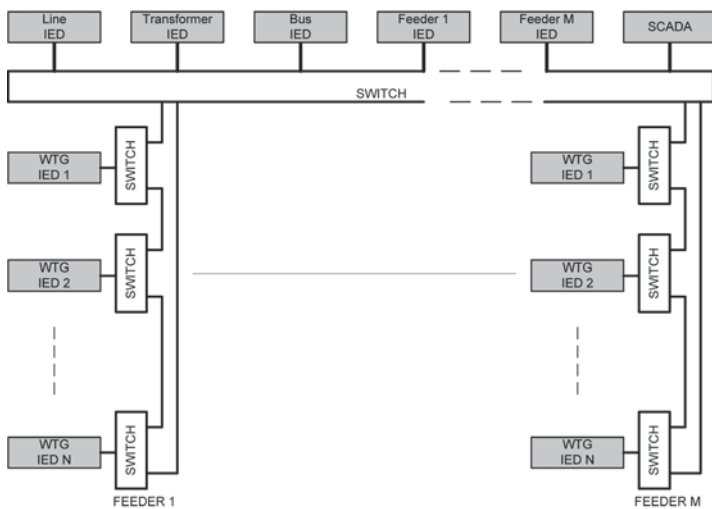 Line
IED
Transformer
IED
Bus
IED
Feeder 1
IED
Feeder M
IED
SCADA
SWITCH
WTG
IED 1
SWITCH
WTG
IED 1
SWITCH
WTG
IED 2
SWITCH
WTG
IED 2
SWITCH
WTG
IED N
SWITCH
WTG
IED N
SWITCH
FEEDER 1
FEEDER M